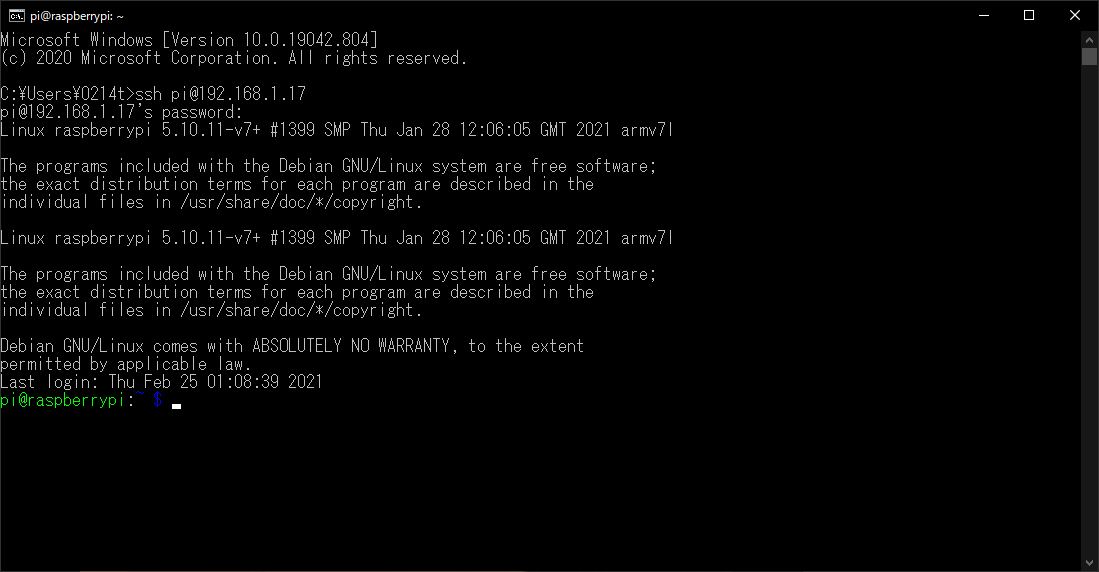 pi@raspberrypi: ~
Microsoft Windows [Version 10.0.19042.804]
(c) 2020 Microsoft Corporation. All rights reserved.
C:¥Users¥0214t>ssh pi@192.168.1.17
pi@192.168.1.17's password:
Linux raspberrypi 5.10.11-v7+ #1399 SMP Thu Jan 28 12:06:05 GMT 2021 armv7l
The programs included with the Debian GNU/Linux system are free software;
the exact distribution terms for each program are described in the
individual files in /usr/share/doc/*/copyright.
Linux raspberrypi 5.10.11-v7+ #1399 SMP Thu Jan 28 12:06:05 GMT 2021 armv7l
The programs included with the Debian GNU/Linux system are free software;
the exact distribution terms for each program are described in the
individual files in /usr/share/doc/*/copyright.
Debian GNU/Linux comes with ABSOLUTELY NO WARRANTY, to the extent
permitted by applicable law.
Last login: Thu Feb 25 01:08:39 2021
pi@raspberrypi:~ $